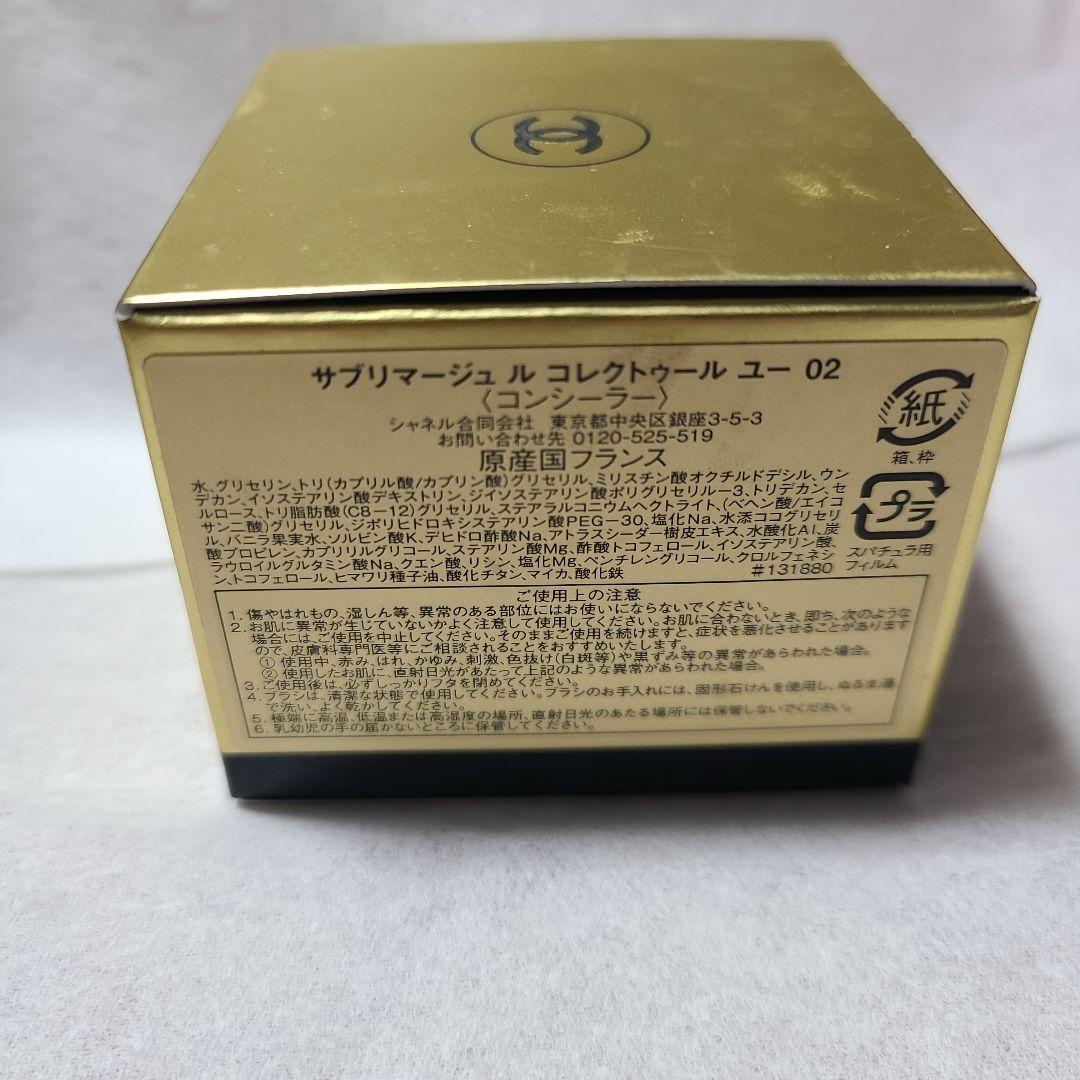 サブリマージュ ル コレクトゥール ユー 02
〈コンシーラー〉
シャネル合同会社 東京都中央区銀座3-5-3
お問い合わせ先 0120-525-519
原産国フランス
水、グリセリン、トリ(カプリル酸/カプリン酸)グリセリル、ミリスチン酸オクチルドデシル、ウン
デカン、イソステアリン酸デキストリン、ジイソステアリン酸ポリグリセリル-3、トリデカン、セ
ルロース、トリ脂肪酸(C8-12)グリセリル、ステアラルコニウムヘクトライト、(ベヘン酸/エイコ
サン二酸)グリセリル、ジポリヒドロキシステアリン酸PEG-30、塩化Na、水添ココグリセリ
ル、バニラ果実水、ソルビン酸K、デヒドロ酢酸Na、アトラスシーダー樹皮エキス、水酸化Al、炭
酸プロピレン、カプリリルグリコール、ステアリン酸Mg、酢酸トコフェロール、イソステアリン酸、
ラウロイルグルタミン酸Na、クエン酸、リシン、塩化Mg、ペンチレングリコール、クロルフェネシ
ン、トコフェロール、ヒマワリ種子油、酸化チタン、マイカ、酸化鉄 #131880
紙
箱、枠
プラ
スパチュラ用
フィルム
ご使用上の注意
1. 傷やはれもの、湿しん等、異常のある部位にはお使いにならないでください。
2. お肌に異常が生じていないかよく注意して使用してください。お肌に合わないとき、即ち、次のような
場合には、ご使用を中止してください。そのままご使用を続けますと、症状を悪化させることがあります
ので、皮膚科専門医等にご相談されることをおすすめいたします。
① 使用中、赤み、はれ、かゆみ、刺激、色抜け(白斑等)や黒ずみ等の異常があらわれた場合。
② 使用したお肌に、直射日光があたって上記のような異常があらわれた場合。
3. ご使用後は、必ずしっかりフタを閉めてください。
4. ブラシは、清潔な状態で使用してください。ブラシのお手入れには、固形石けんを使用し、ぬるま湯
で洗い、よく乾かしてください。
5. 極端に高温、低温または高湿度の場所、直射日光のあたる場所には保管しないでください。
6. 乳幼児の手の届かないところに保管してください。